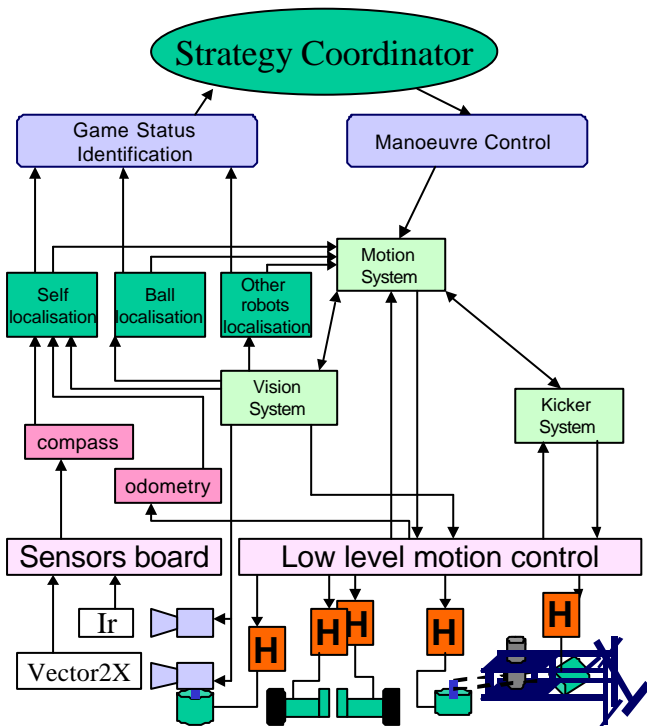 Strategy Coordinator
Game Status
Identification
Manoeuvre Control
Motion
System
Self
localisation
Ball
localisation
Other
robots
localisation
Vision
System
Kicker
System
compass
odometry
Sensors board
Low level motion control
Ir
Vector2X
H
H
H
H
H